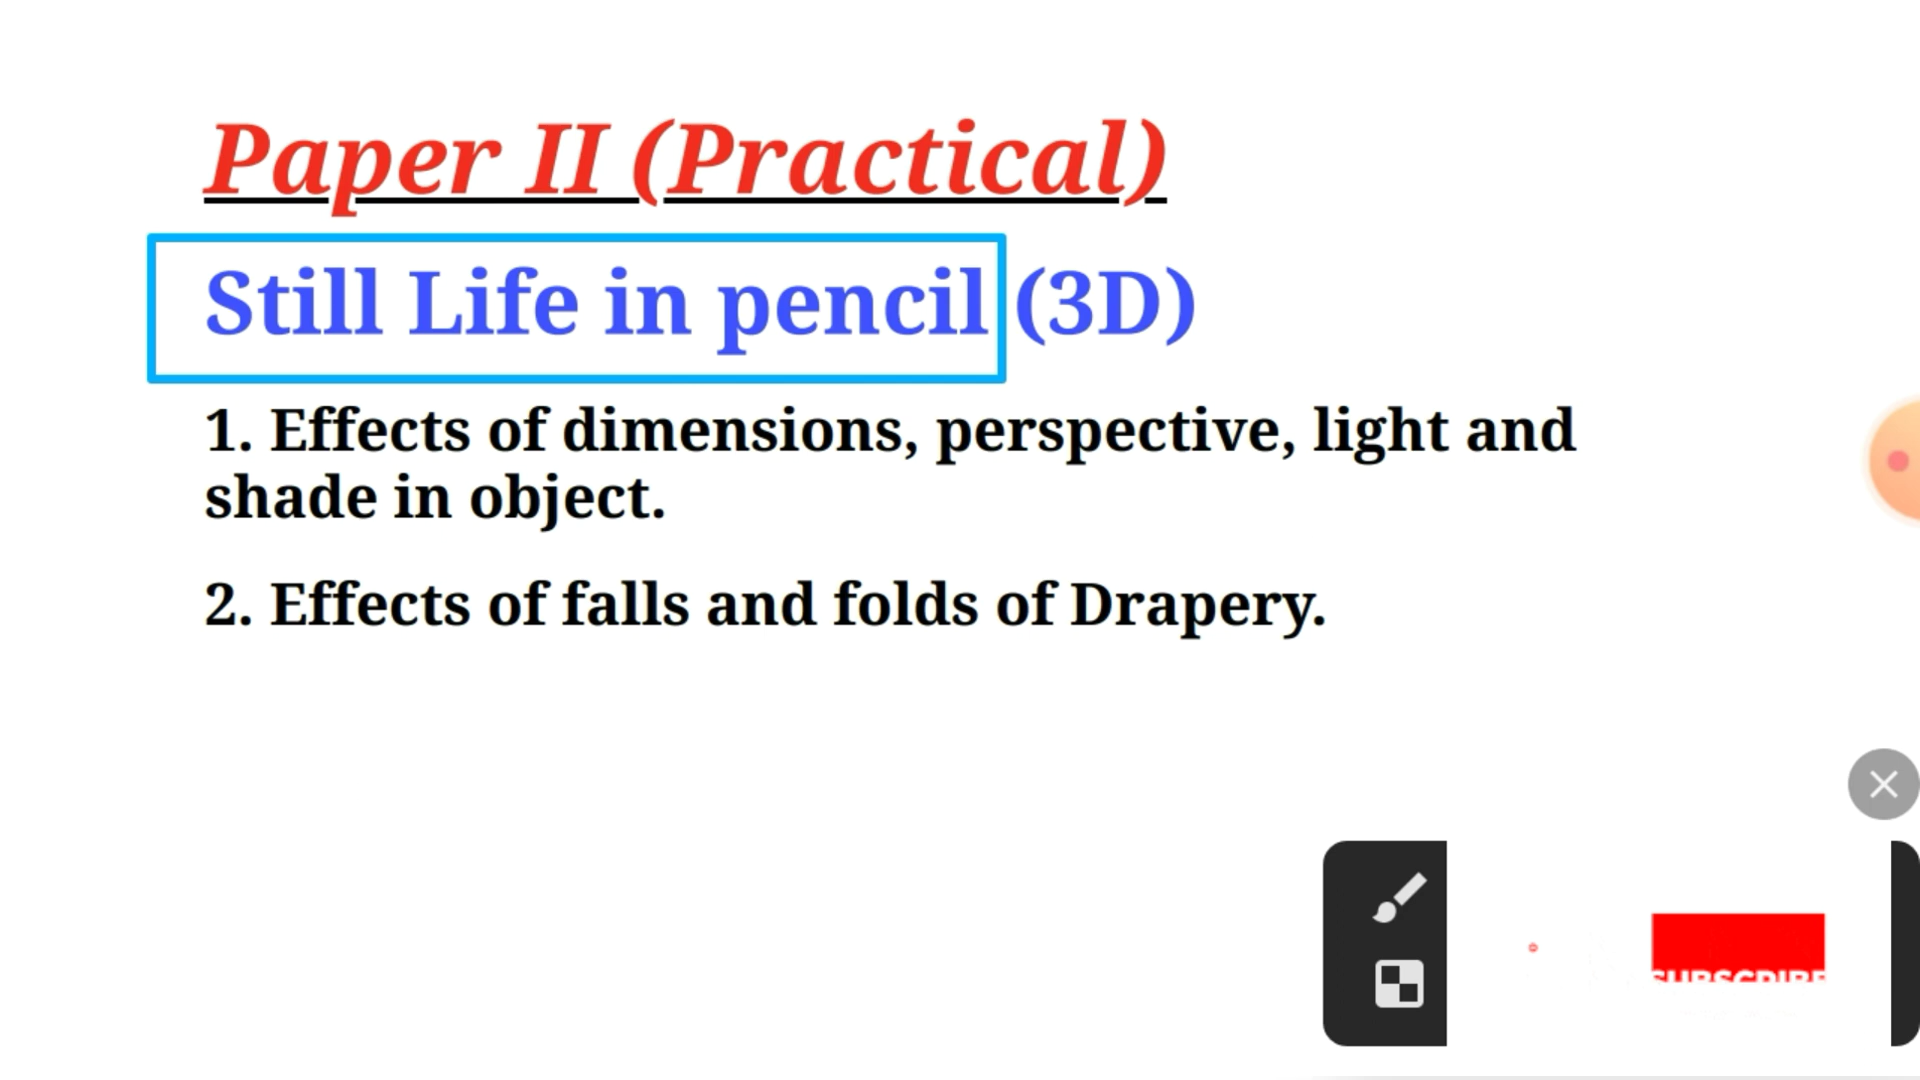 Paper II (Practical)
Still Life in pencil (3D)
1. Effects of dimensions, perspective, light and
shade in object.
2. Effects of falls and folds of Drapery.
SUBSCRIBE